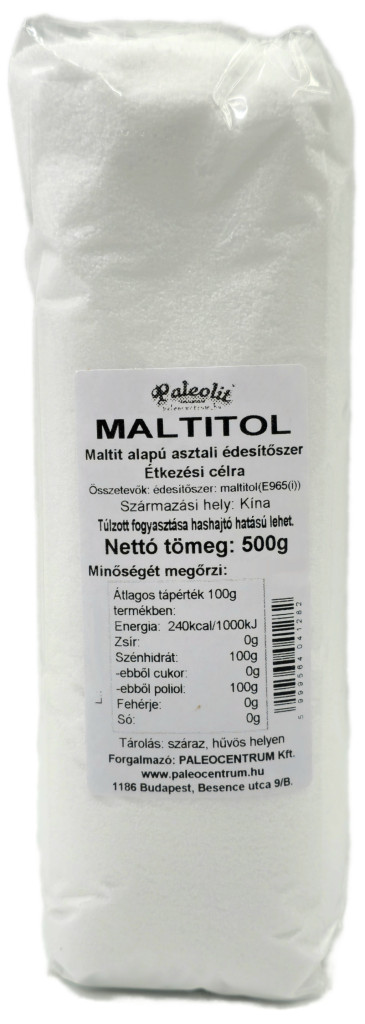 Paleolit
MALTITOL
Maltit alapú asztali édesítőszer
Étkezési célra
Összetevők: édesítőszer: maltitol(E965(i))
Származási hely: Kína
Túlzott fogyasztása hashajtó hatású lehet.
Nettó tömeg: 500g
Minőségét megőrzi:
Átlagos tápérték 100g
termékben:
Energia: 240kcal/1000kJ
Zsír: 0g
Szénhidrát: 100g
-ebből cukor: 0g
-ebből poliol: 100g
Fehérje: 0g
Só: 0g
L.:
5 999564 041282
Tárolás: száraz, hűvös helyen
Forgalmazó: PALEOCENTRUM Kft.
www.paleocentrum.hu
1186 Budapest, Besence utca 9/B.